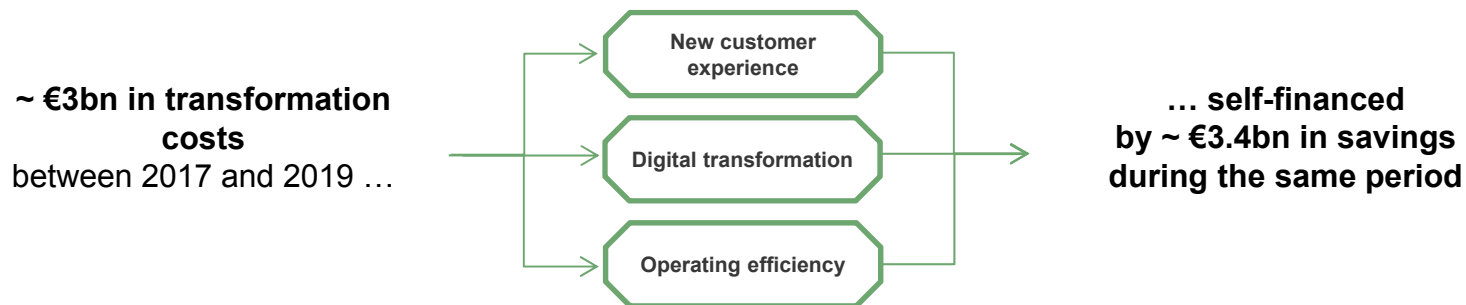 ~ €3bn in transformation
costs
between 2017 and 2019 …
New customer
experience
Digital transformation
Operating efficiency
… self-financed
by ~ €3.4bn in savings
during the same period